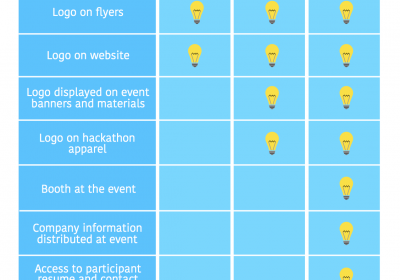 Logo on flyers
Logo on website
Logo displayed on event
banners and materials
Logo on hackathon
apparel
Booth at the event
Company information
distributed at event
Access to participant
resume and contact